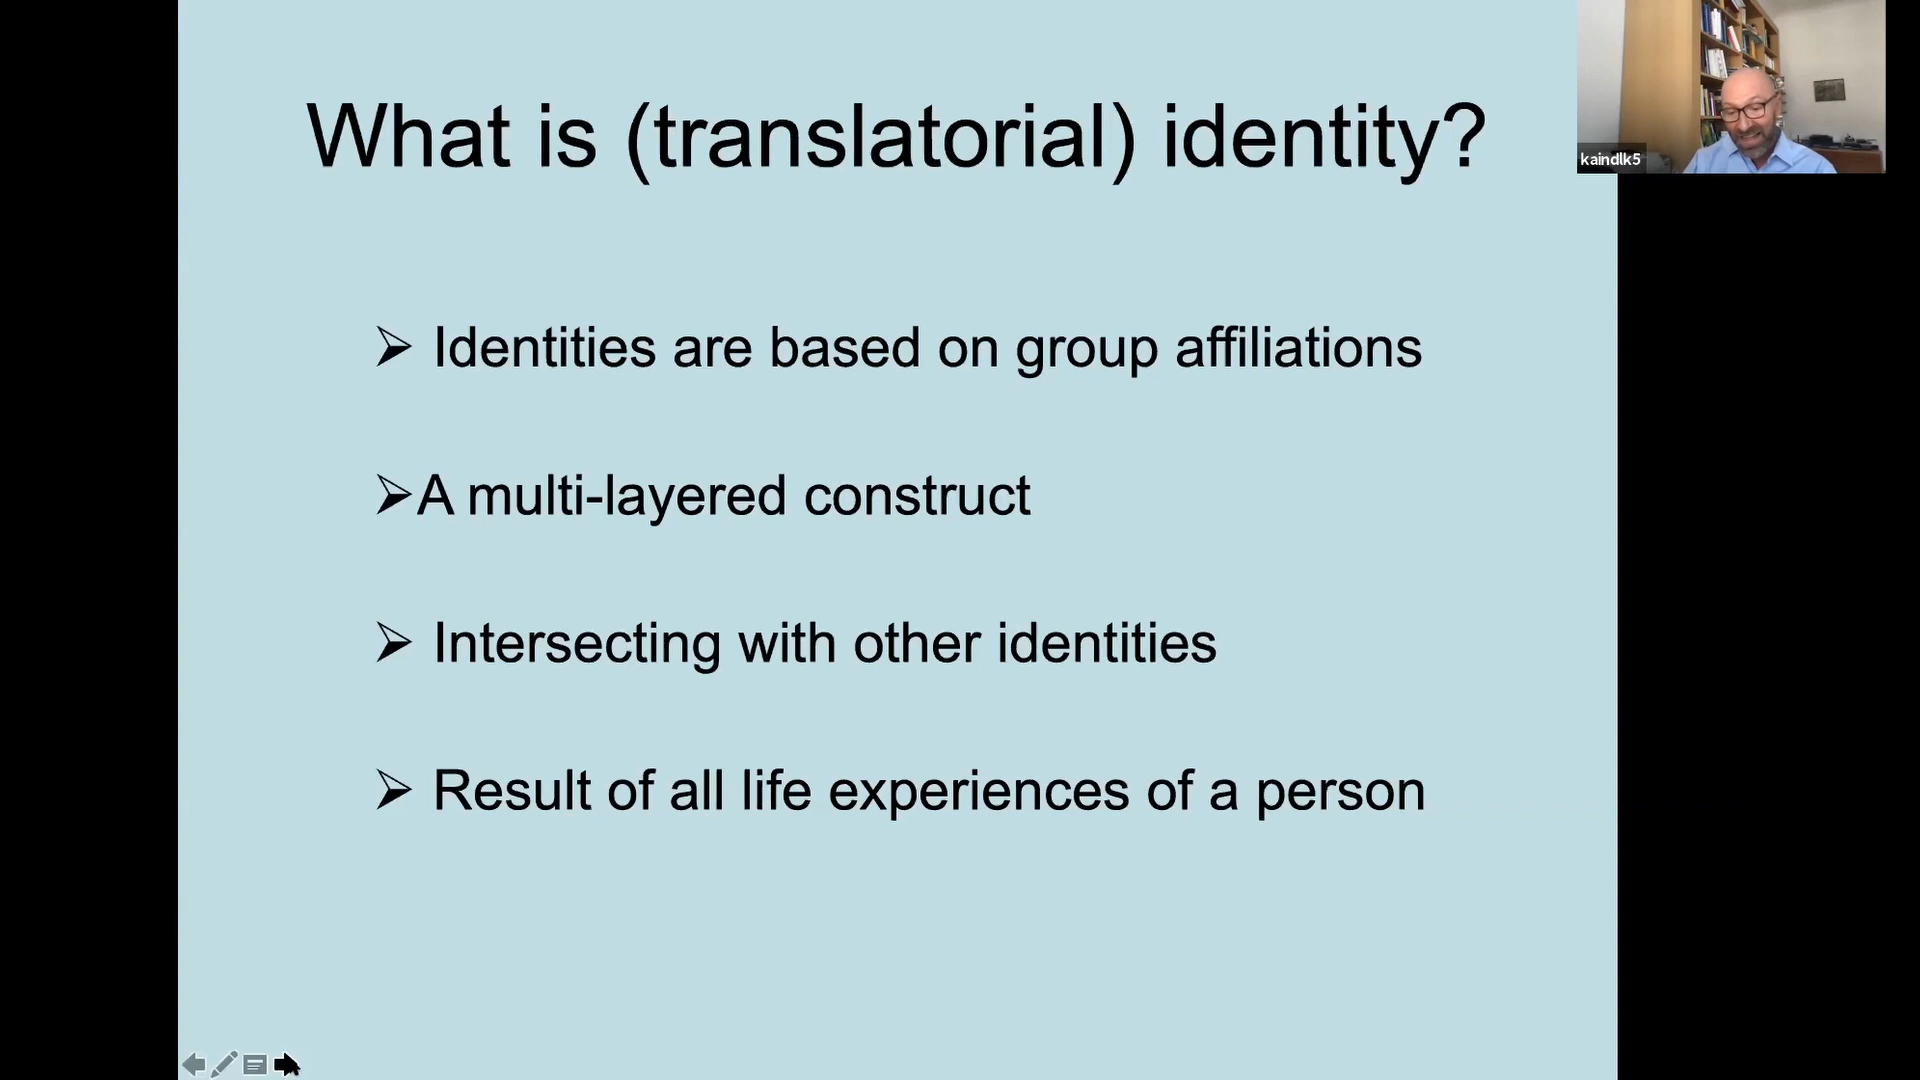 What is (translatorial) identity?
kaindlk5
➢ Identities are based on group affiliations
➢A multi-layered construct
➢ Intersecting with other identities
➢ Result of all life experiences of a person